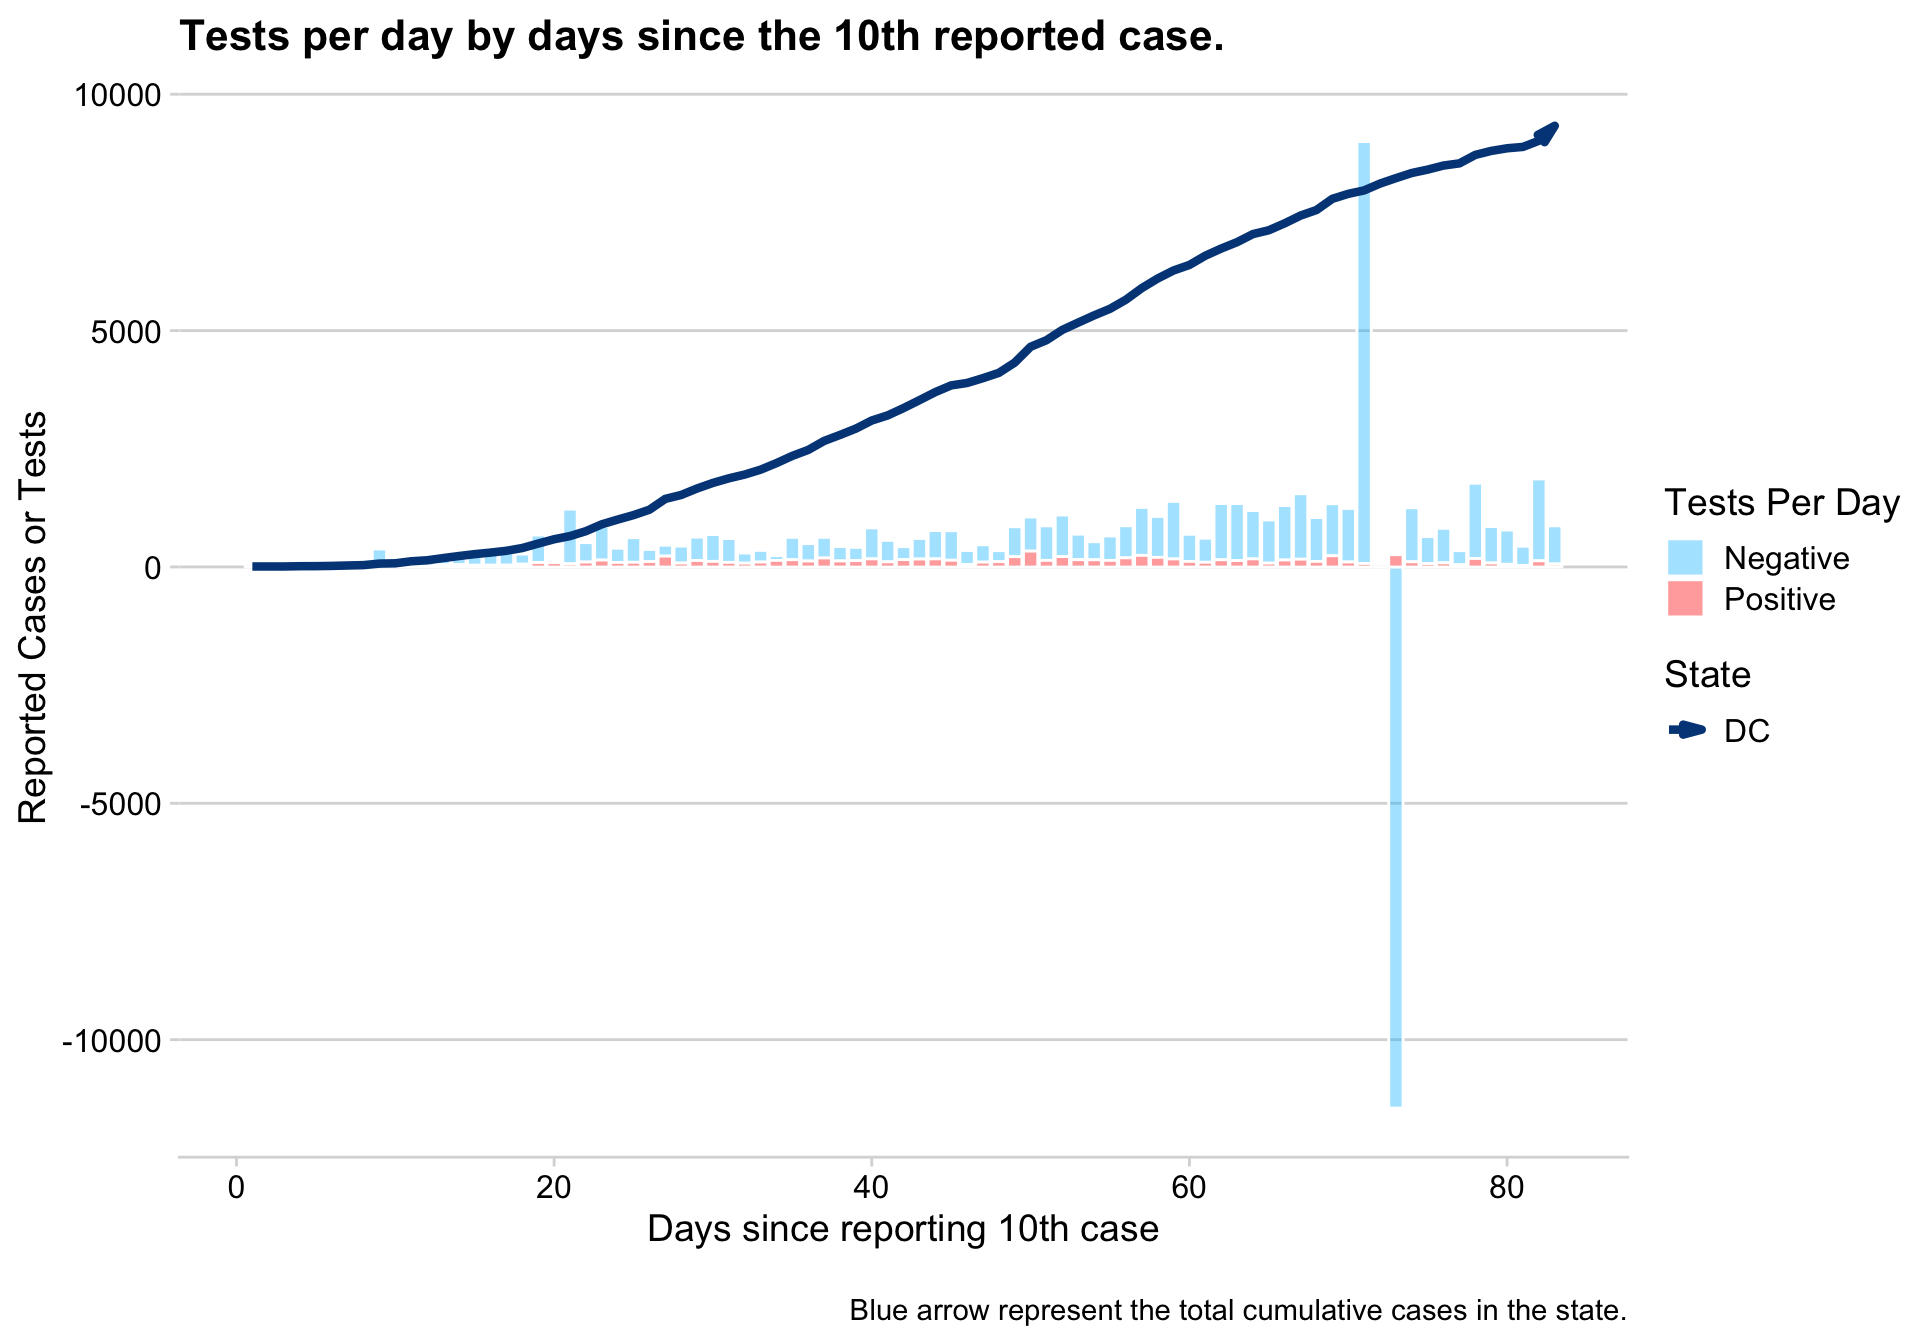 Tests per day by days since the 10th reported case.
10000
5000
0
-5000
-10000
Reported Cases or Tests
0 20 40 60 80
Days since reporting 10th case
Tests Per Day
Negative
Positive
State
DC
Blue arrow represent the total cumulative cases in the state.